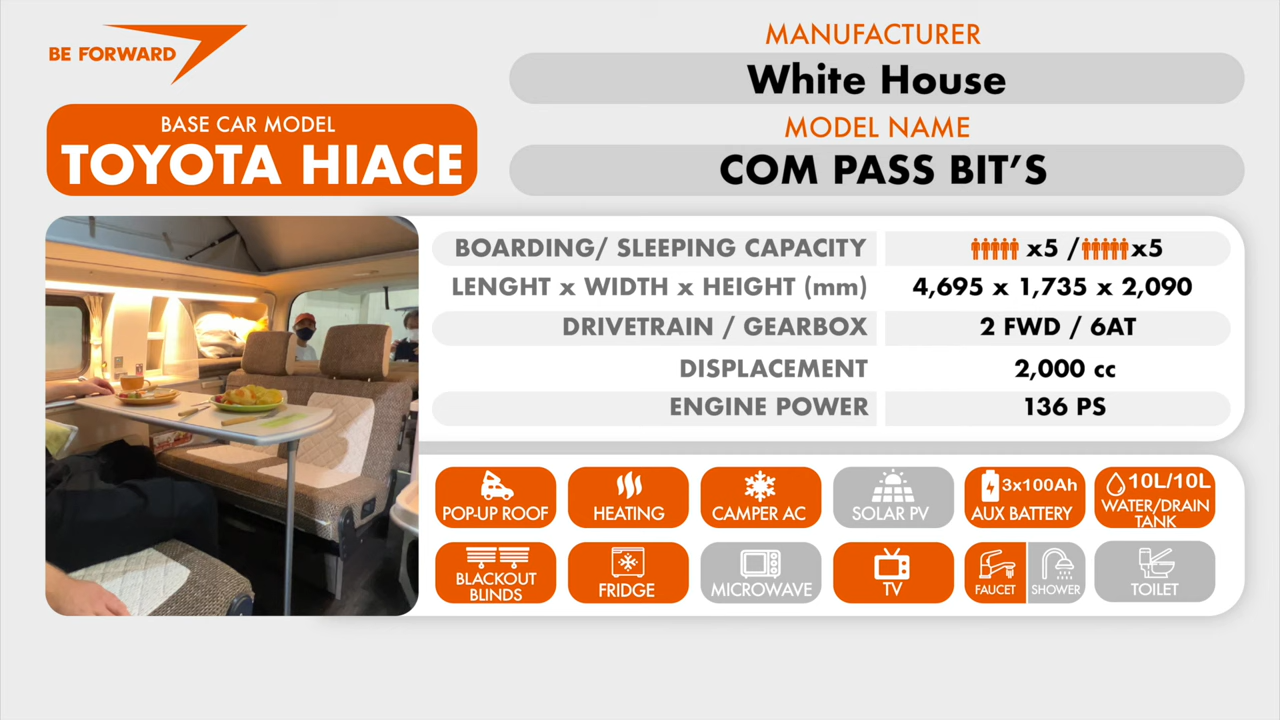 BE FORWARD
BASE CAR MODEL
TOYOTA HIACE
MANUFACTURER
White House
MODEL NAME
COM PASS BIT'S
BOARDING/ SLEEPING CAPACITY x5 / x5
LENGHT x WIDTH x HEIGHT (mm) 4,695 x 1,735 x 2,090
DRIVETRAIN / GEARBOX 2 FWD / 6AT
DISPLACEMENT 2,000 cc
ENGINE POWER 136 PS
POP-UP ROOF
HEATING
CAMPER AC
SOLAR PV
3x100Ah
AUX BATTERY
10L/10L
WATER/DRAIN
TANK
BLACKOUT
BLINDS
FRIDGE
MICROWAVE
TV
FAUCET
SHOWER
TOILET